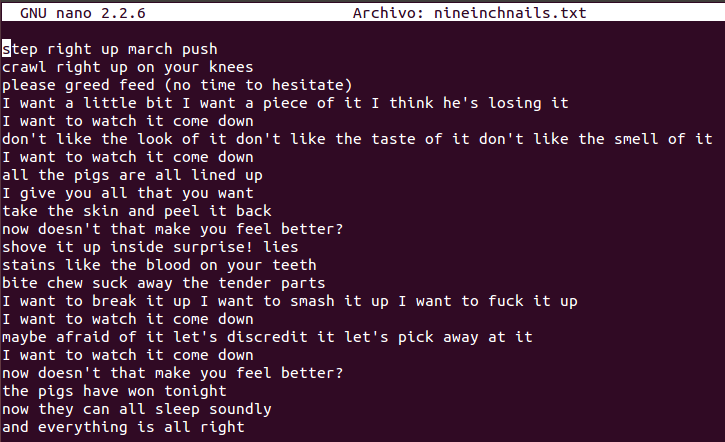 GNU nano 2.2.6 Archivo: nineinchnails.txt
step right up march push
crawl right up on your knees
please greed feed (no time to hesitate)
I want a little bit I want a piece of it I think he's losing it
I want to watch it come down
don't like the look of it don't like the taste of it don't like the smell of it
I want to watch it come down
all the pigs are all lined up
I give you all that you want
take the skin and peel it back
now doesn't that make you feel better?
shove it up inside surprise! lies
stains like the blood on your teeth
bite chew suck away the tender parts
I want to break it up I want to smash it up I want to fuck it up
I want to watch it come down
maybe afraid of it let's discredit it let's pick away at it
I want to watch it come down
now doesn't that make you feel better?
the pigs have won tonight
now they can all sleep soundly
and everything is all right